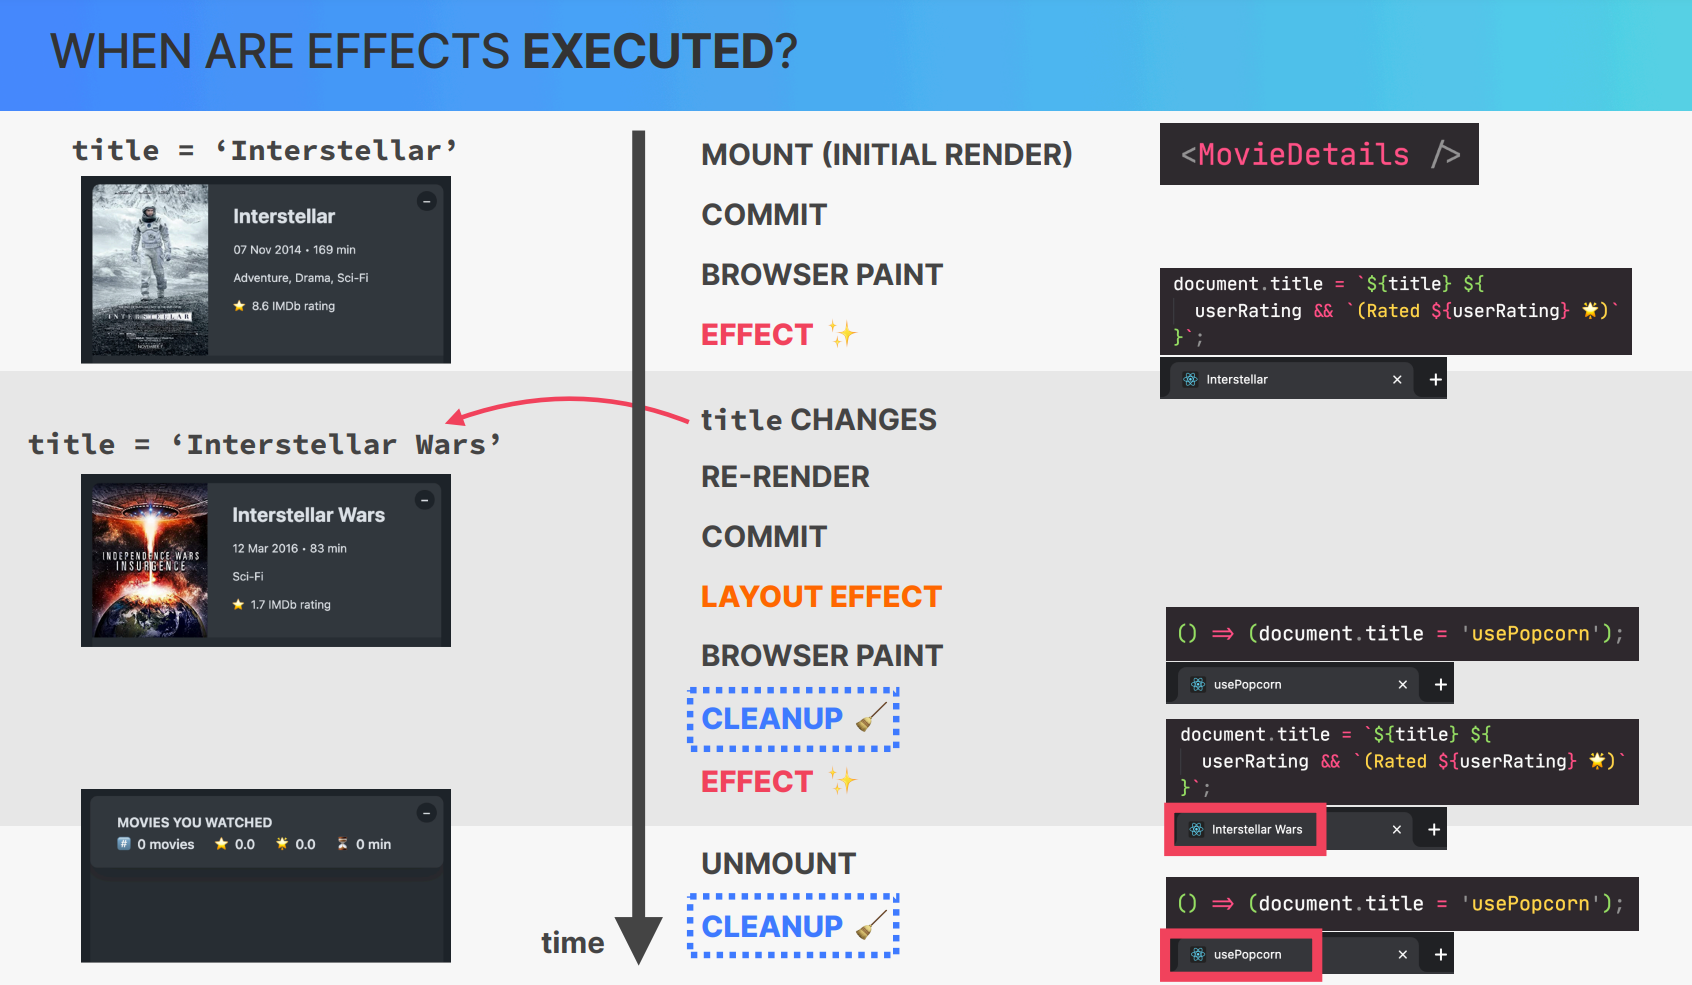 WHEN ARE EFFECTS EXECUTED?
title = ‘Interstellar’
Interstellar
07 Nov 2014 • 169 min
Adventure, Drama, Sci-Fi
⭐ 8.6 IMDb rating
INTERSTELLAR
MOUNT (INITIAL RENDER)
COMMIT
BROWSER PAINT
EFFECT ✨
<MovieDetails />
document.title = `${title} ${
userRating && `(Rated ${userRating} 🌟)`
}`;
Interstellar
title = ‘Interstellar Wars’
Interstellar Wars
12 Mar 2016 • 83 min
Sci-Fi
⭐ 1.7 IMDb rating
INDEPENDENCE WARS
INSURGENCE
title CHANGES
RE-RENDER
COMMIT
LAYOUT EFFECT
BROWSER PAINT
CLEANUP 🧹
EFFECT ✨
() => (document.title = 'usePopcorn');
usePopcorn
document.title = `${title} ${
userRating && `(Rated ${userRating} 🌟)`
}`;
Interstellar Wars
MOVIES YOU WATCHED
#️⃣ 0 movies ⭐ 0.0 🌟 0.0 ⏳ 0 min
UNMOUNT
CLEANUP 🧹
time
() => (document.title = 'usePopcorn');
usePopcorn